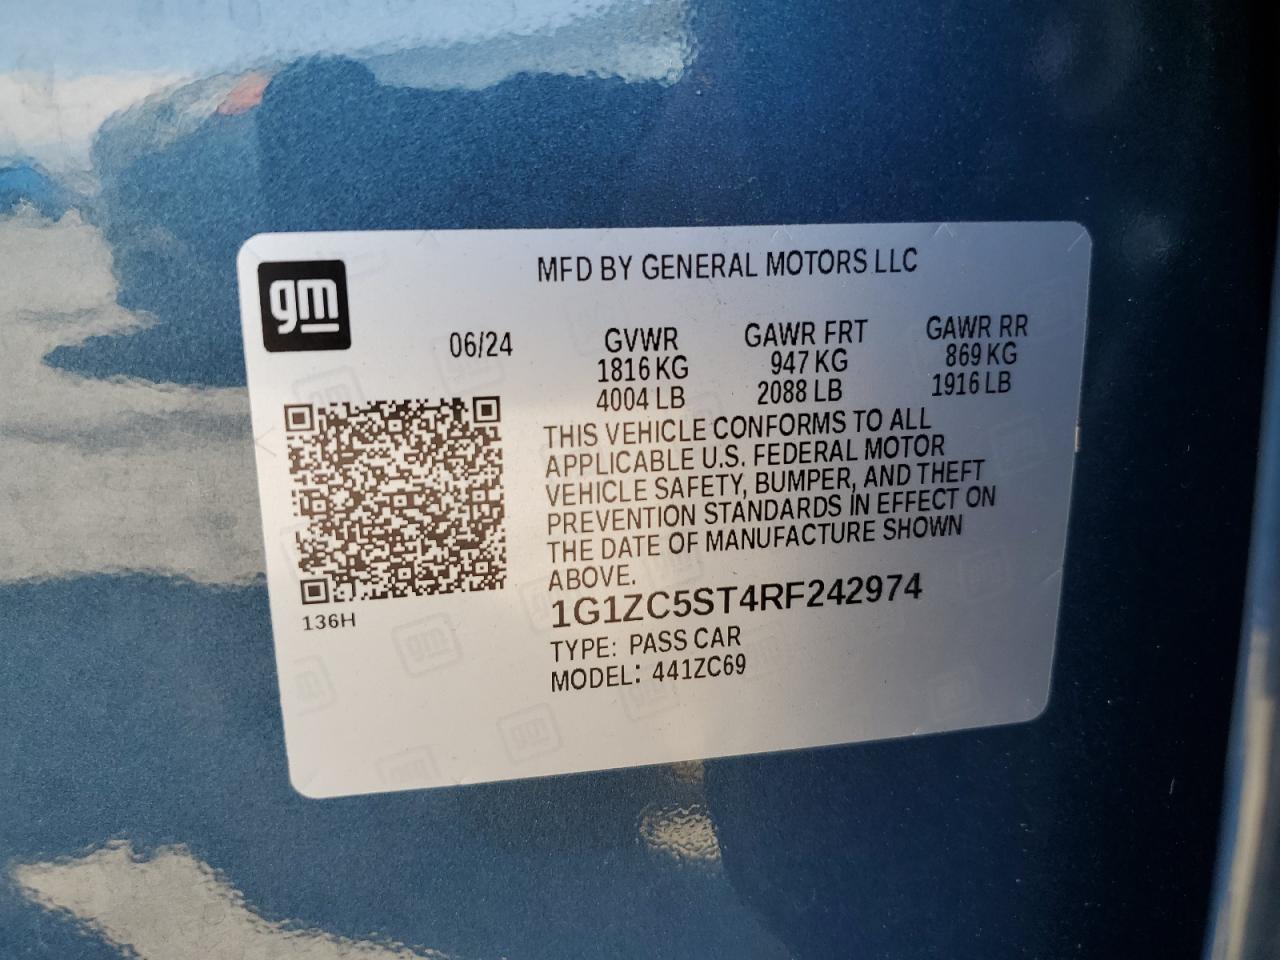 MFD BY GENERAL MOTORS LLC
gm
06/24
GVWR GAWR FRT GAWR RR
1816 KG 947 KG 869 KG
4004 LB 2088 LB 1916 LB
THIS VEHICLE CONFORMS TO ALL
APPLICABLE U.S. FEDERAL MOTOR
VEHICLE SAFETY, BUMPER, AND THEFT
PREVENTION STANDARDS IN EFFECT ON
THE DATE OF MANUFACTURE SHOWN
ABOVE.
1G1ZC5ST4RF242974
136H
TYPE: PASS CAR
MODEL: 441ZC69